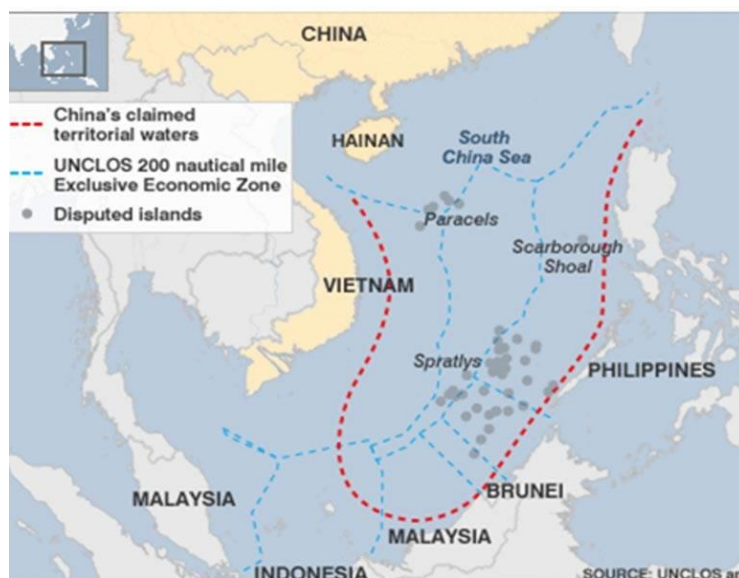 CHINA
China's claimed
territorial waters
HAINAN
South
China Sea
UNCLOS 200 nautical mile
Exclusive Economic Zone
Disputed islands
Paracels
Scarborough
Shoal
VIETNAM
Spratlys
PHILIPPINES
MALAYSIA
BRUNEI
MALAYSIA
INDONESIA
SOURCE: UNCLOS